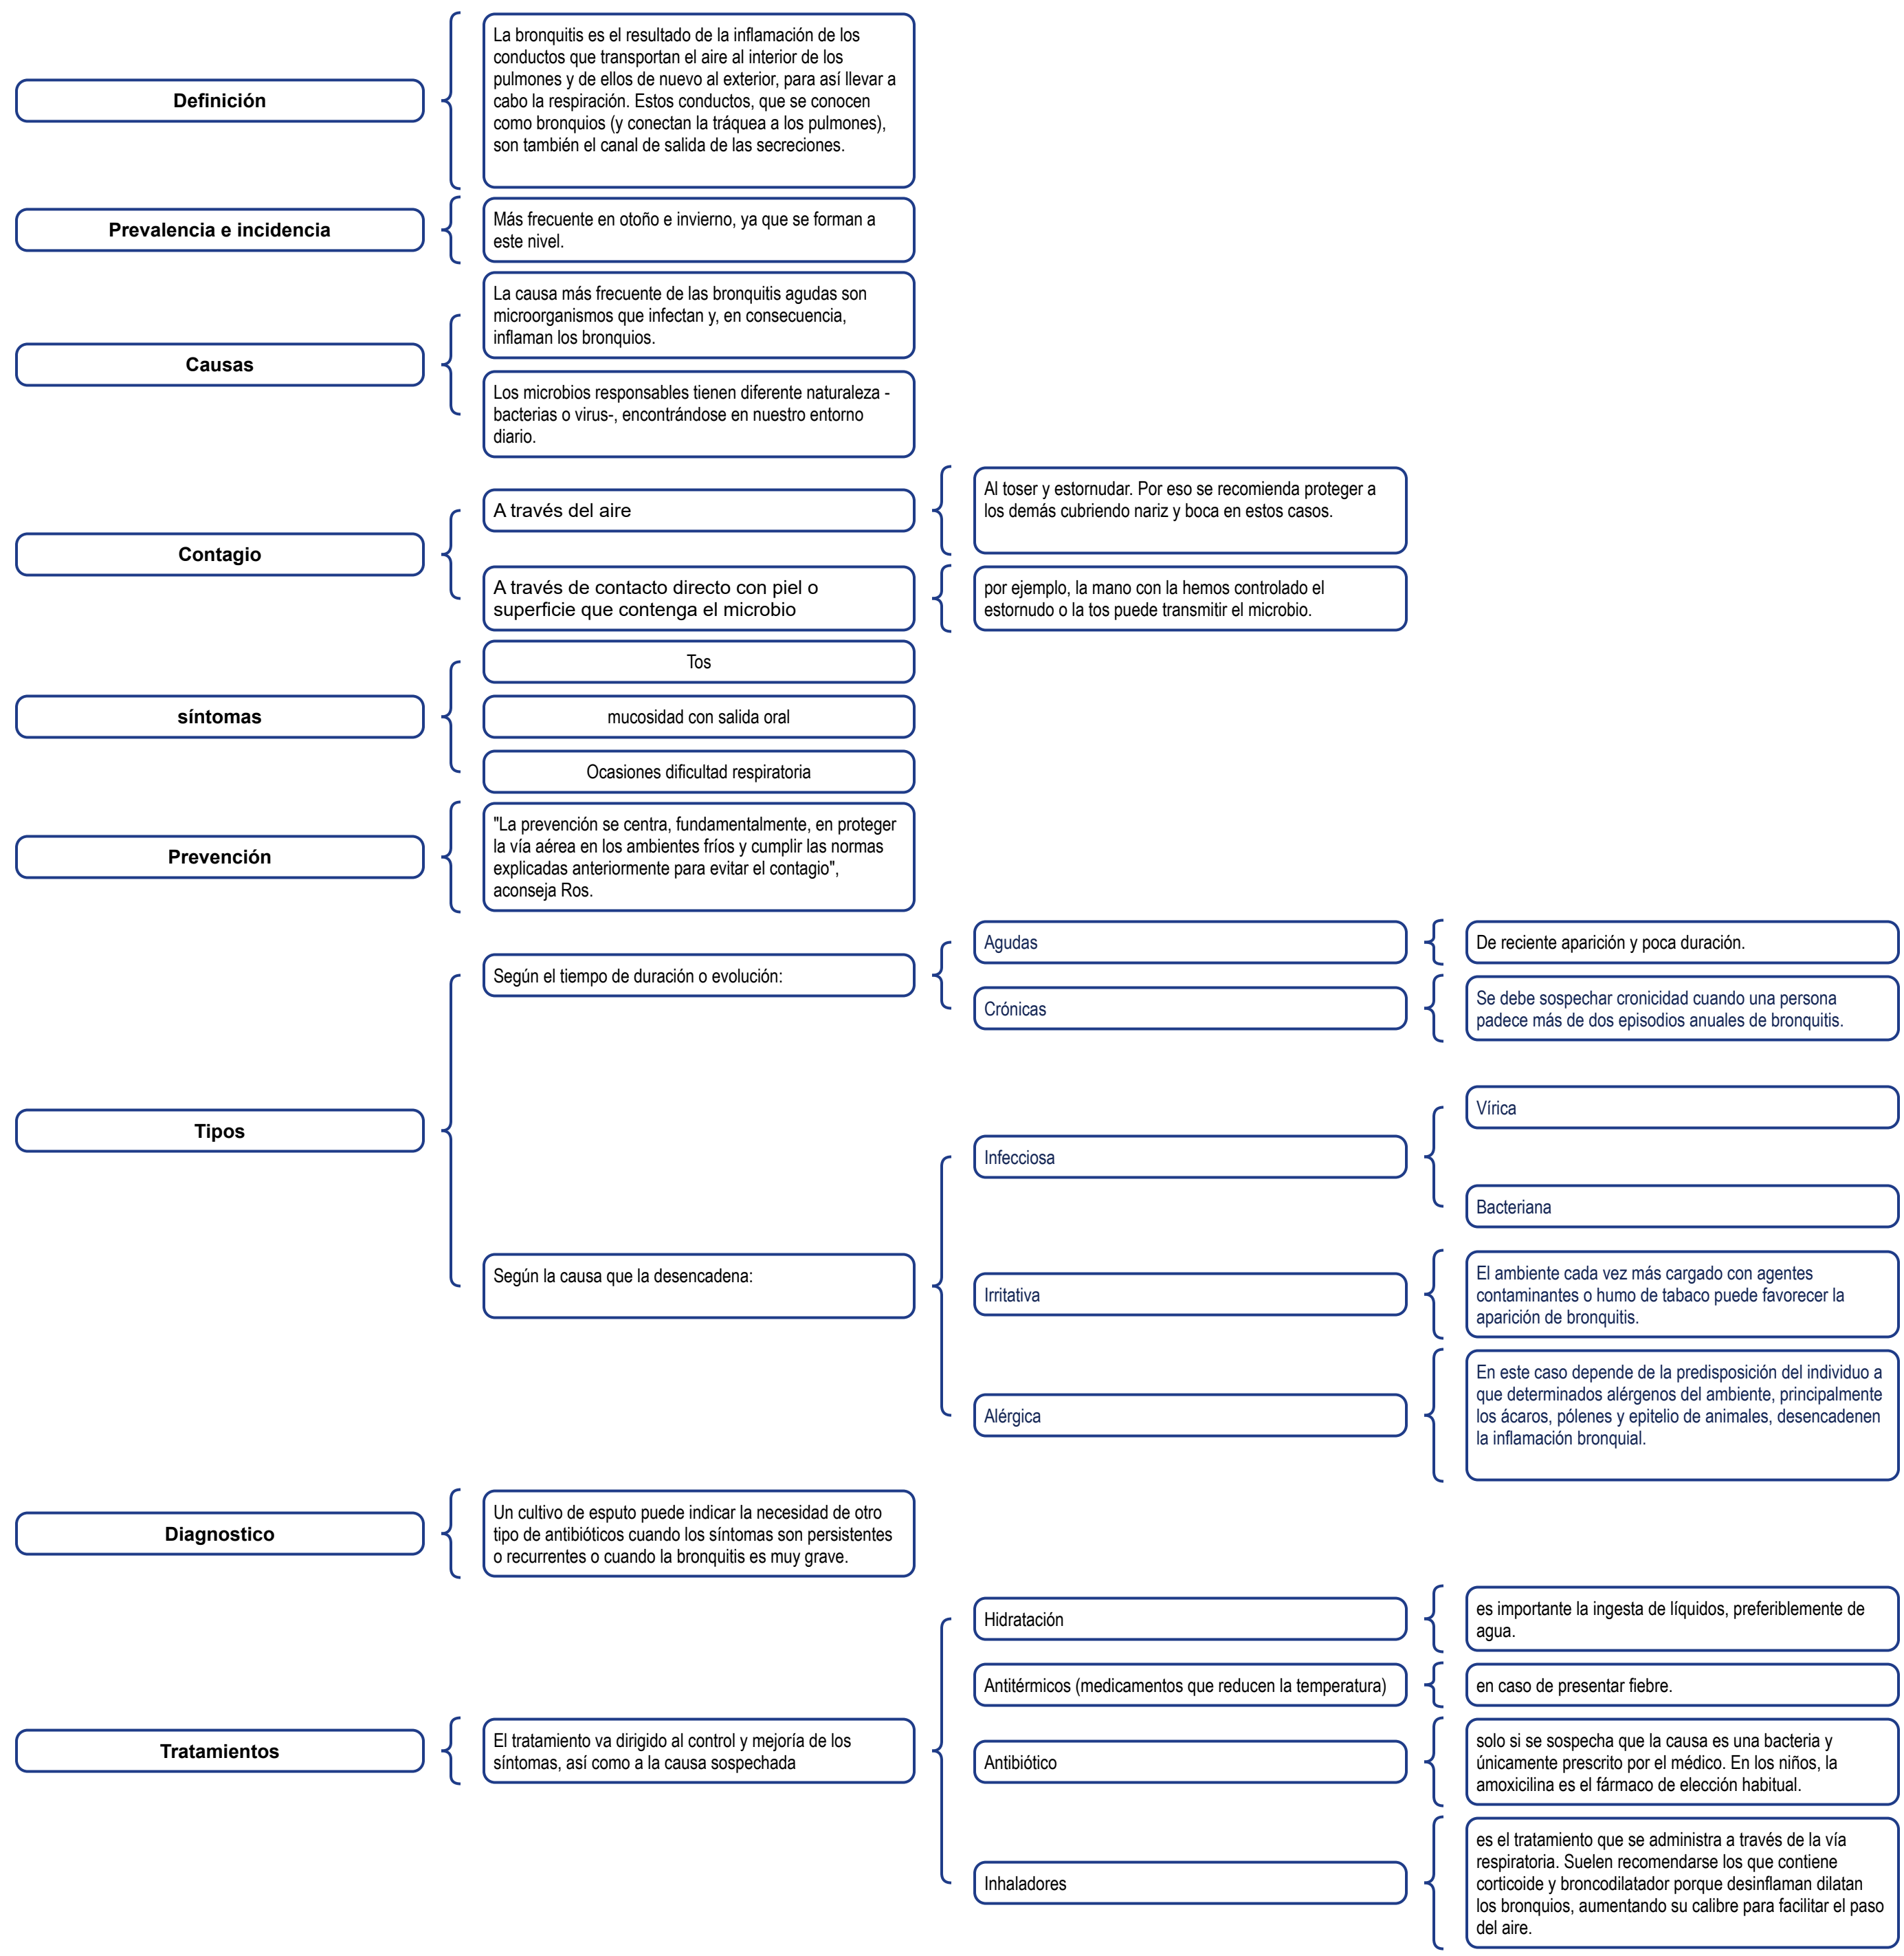 Definición
La bronquitis es el resultado de la inflamación de los
conductos que transportan el aire al interior de los
pulmones y de ellos de nuevo al exterior, para así llevar a
cabo la respiración. Estos conductos, que se conocen
como bronquios (y conectan la tráquea a los pulmones),
son también el canal de salida de las secreciones.
Prevalencia e incidencia
Más frecuente en otoño e invierno, ya que se forman a
este nivel.
Causas
La causa más frecuente de las bronquitis agudas son
microorganismos que infectan y, en consecuencia,
inflaman los bronquios.
Los microbios responsables tienen diferente naturaleza -
bacterias o virus-, encontrándose en nuestro entorno
diario.
Contagio
A través del aire
Al toser y estornudar. Por eso se recomienda proteger a
los demás cubriendo nariz y boca en estos casos.
A través de contacto directo con piel o
superficie que contenga el microbio
por ejemplo, la mano con la hemos controlado el
estornudo o la tos puede transmitir el microbio.
síntomas
Tos
mucosidad con salida oral
Ocasiones dificultad respiratoria
Prevención
"La prevención se centra, fundamentalmente, en proteger
la vía aérea en los ambientes fríos y cumplir las normas
explicadas anteriormente para evitar el contagio",
aconseja Ros.
Tipos
Según el tiempo de duración o evolución:
Agudas
De reciente aparición y poca duración.
Crónicas
Se debe sospechar cronicidad cuando una persona
padece más de dos episodios anuales de bronquitis.
Según la causa que la desencadena:
Infecciosa
Vírica
Bacteriana
Irritativa
El ambiente cada vez más cargado con agentes
contaminantes o humo de tabaco puede favorecer la
aparición de bronquitis.
Alérgica
En este caso depende de la predisposición del individuo a
que determinados alérgenos del ambiente, principalmente
los ácaros, pólenes y epitelio de animales, desencadenen
la inflamación bronquial.
Diagnostico
Un cultivo de esputo puede indicar la necesidad de otro
tipo de antibióticos cuando los síntomas son persistentes
o recurrentes o cuando la bronquitis es muy grave.
Tratamientos
El tratamiento va dirigido al control y mejoría de los
síntomas, así como a la causa sospechada
Hidratación
es importante la ingesta de líquidos, preferiblemente de
agua.
Antitérmicos (medicamentos que reducen la temperatura)
en caso de presentar fiebre.
Antibiótico
solo si se sospecha que la causa es una bacteria y
únicamente prescrito por el médico. En los niños, la
amoxicilina es el fármaco de elección habitual.
Inhaladores
es el tratamiento que se administra a través de la vía
respiratoria. Suelen recomendarse los que contiene
corticoide y broncodilatador porque desinflaman dilatan
los bronquios, aumentando su calibre para facilitar el paso
del aire.